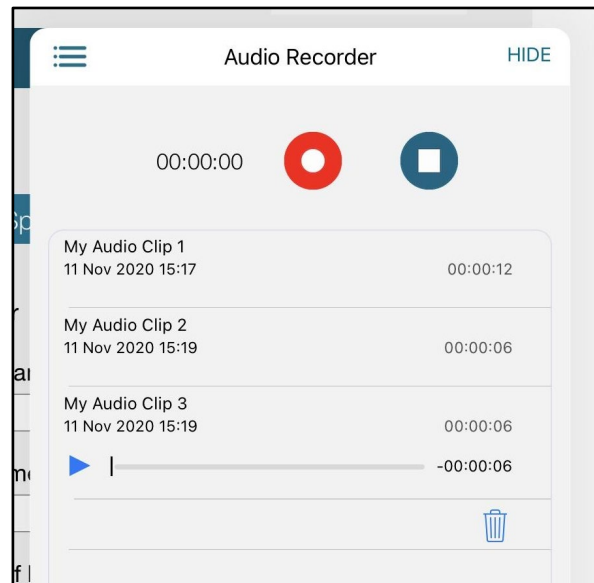 Audio Recorder HIDE
00:00:00
My Audio Clip 1
11 Nov 2020 15:17 00:00:12
My Audio Clip 2
11 Nov 2020 15:19 00:00:06
My Audio Clip 3
11 Nov 2020 15:19 00:00:06
-00:00:06